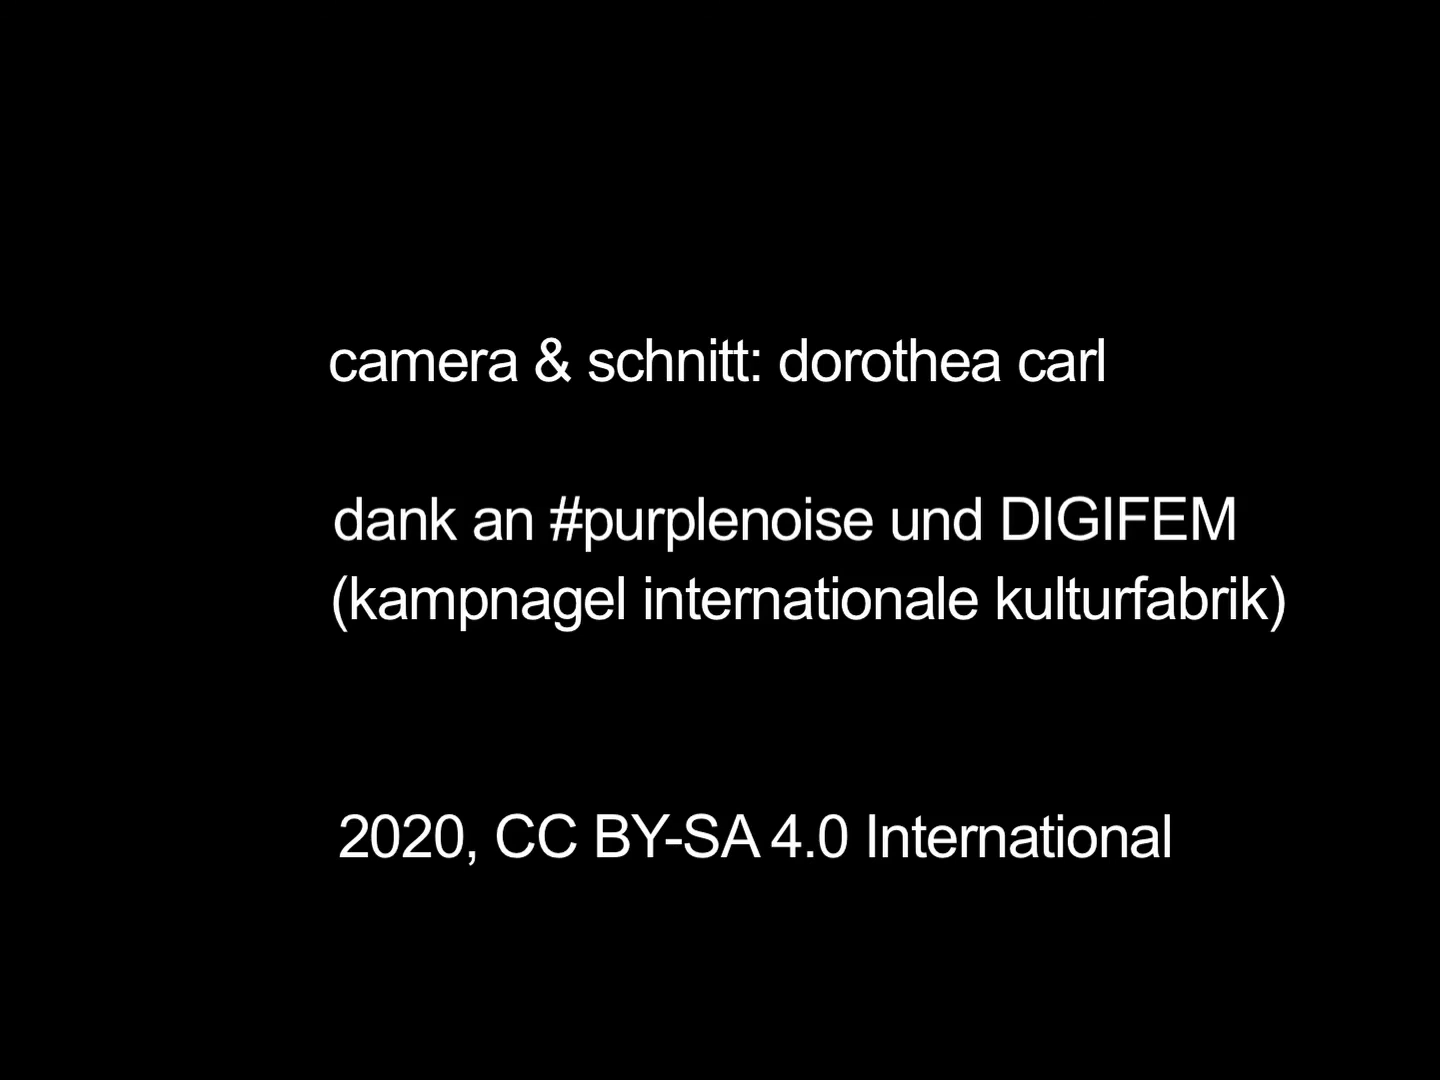 camera & schnitt: dorothea carl
dank an #purplenoise und DIGIFEM
(kampnagel internationale kulturfabrik)
2020, CC BY-SA 4.0 International